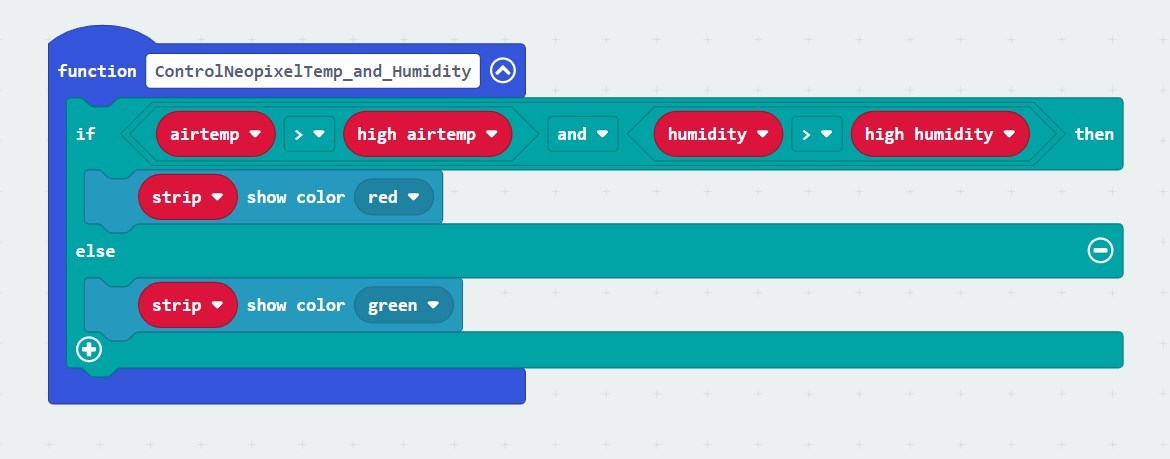 function ControlNeopixelTemp_and_Humidity
if airtemp > high airtemp and humidity > high humidity then
strip show color red
else
strip show color green